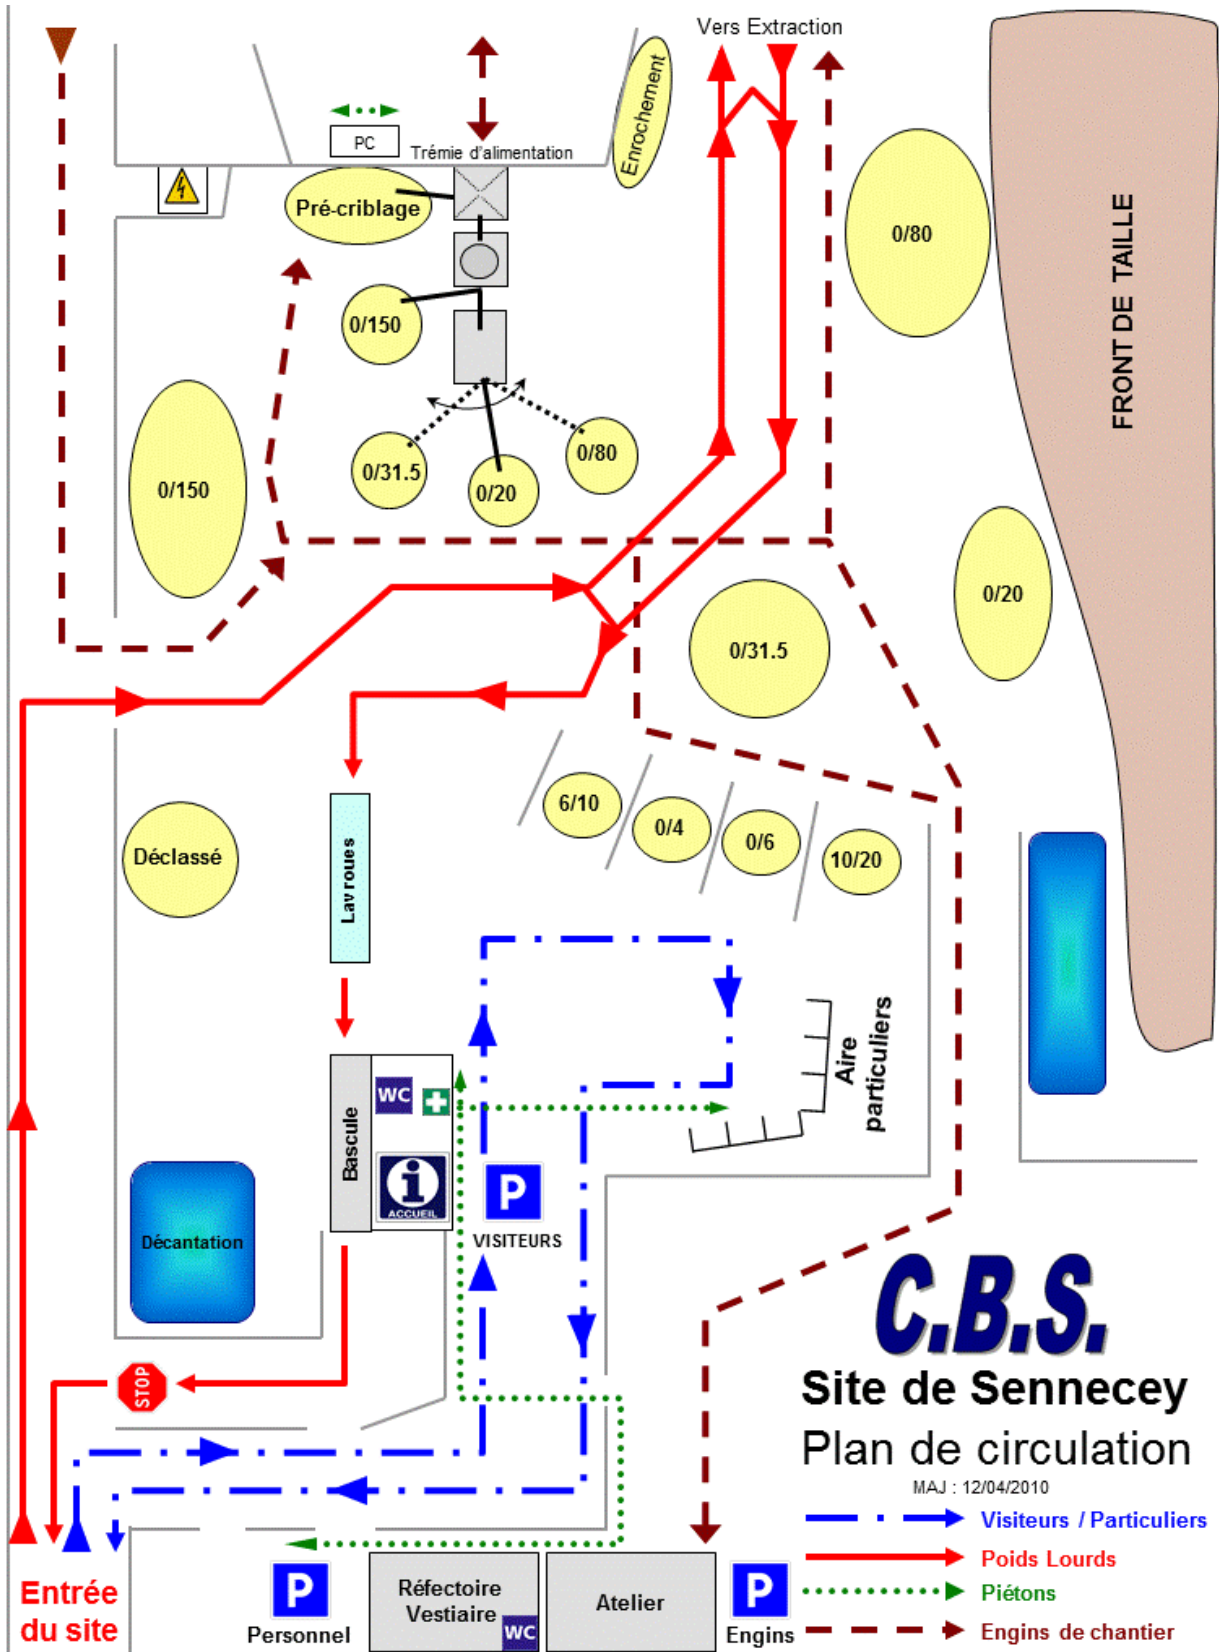 Vers Extraction
Enrochement
PC
Trémie d'alimentation
Pré-criblage
0/80
FRONT DE TAILLE
0/150
0/150
0/31.5
0/20
0/80
0/20
0/31.5
6/10
0/4
0/6
10/20
Déclassé
Lav roues
Aire
particuliers
WC
Bascule
i
ACCUEIL
P
VISITEURS
Décantation
STOP
C.B.S.
Site de Sennecey
Plan de circulation
MAJ : 12/04/2010
Visiteurs / Particuliers
Poids Lourds
Piétons
Engins de chantier
Entrée
du site
P
Personnel
Réfectoire
Vestiaire
WC
Atelier
P
Engins